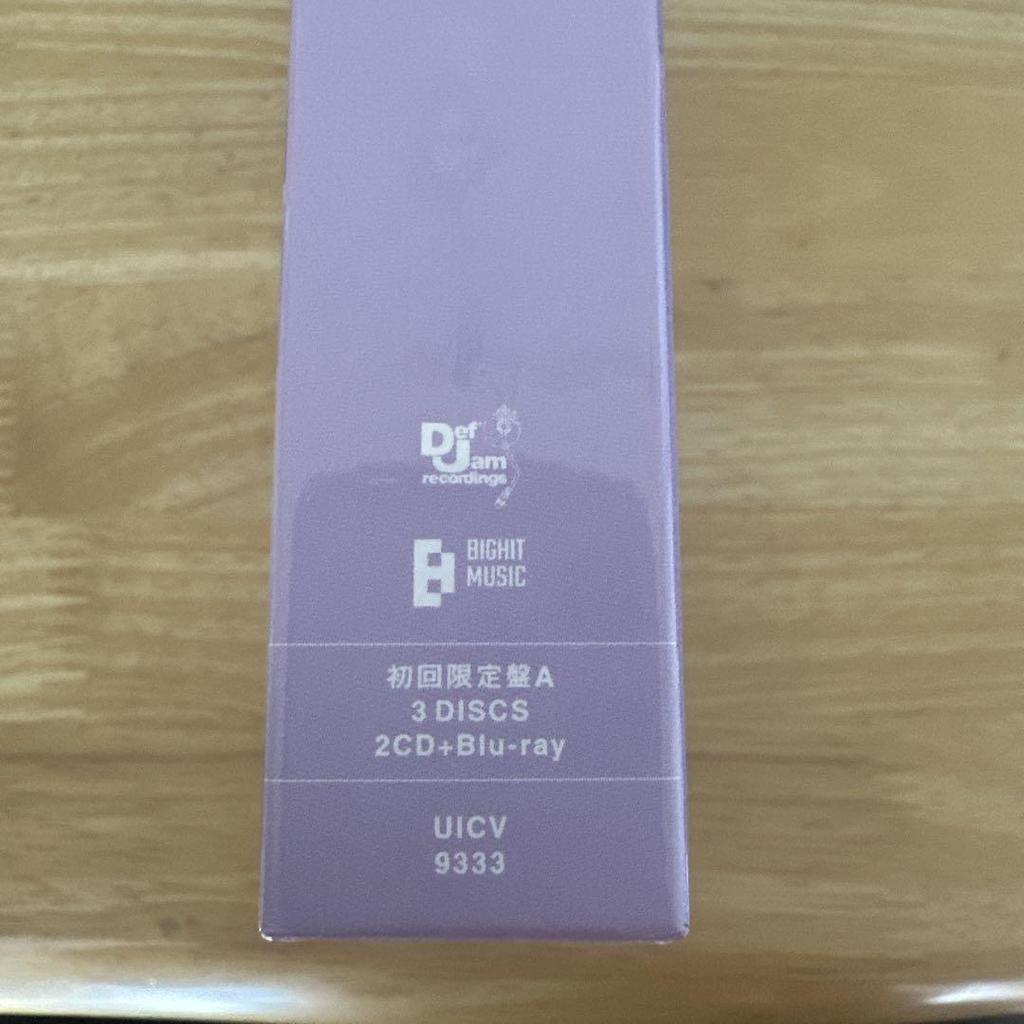 Def
Jam
recordings
BIGHIT
MUSIC
初回限定盤A
3 DISCS
2CD+Blu-ray
UICV
9333